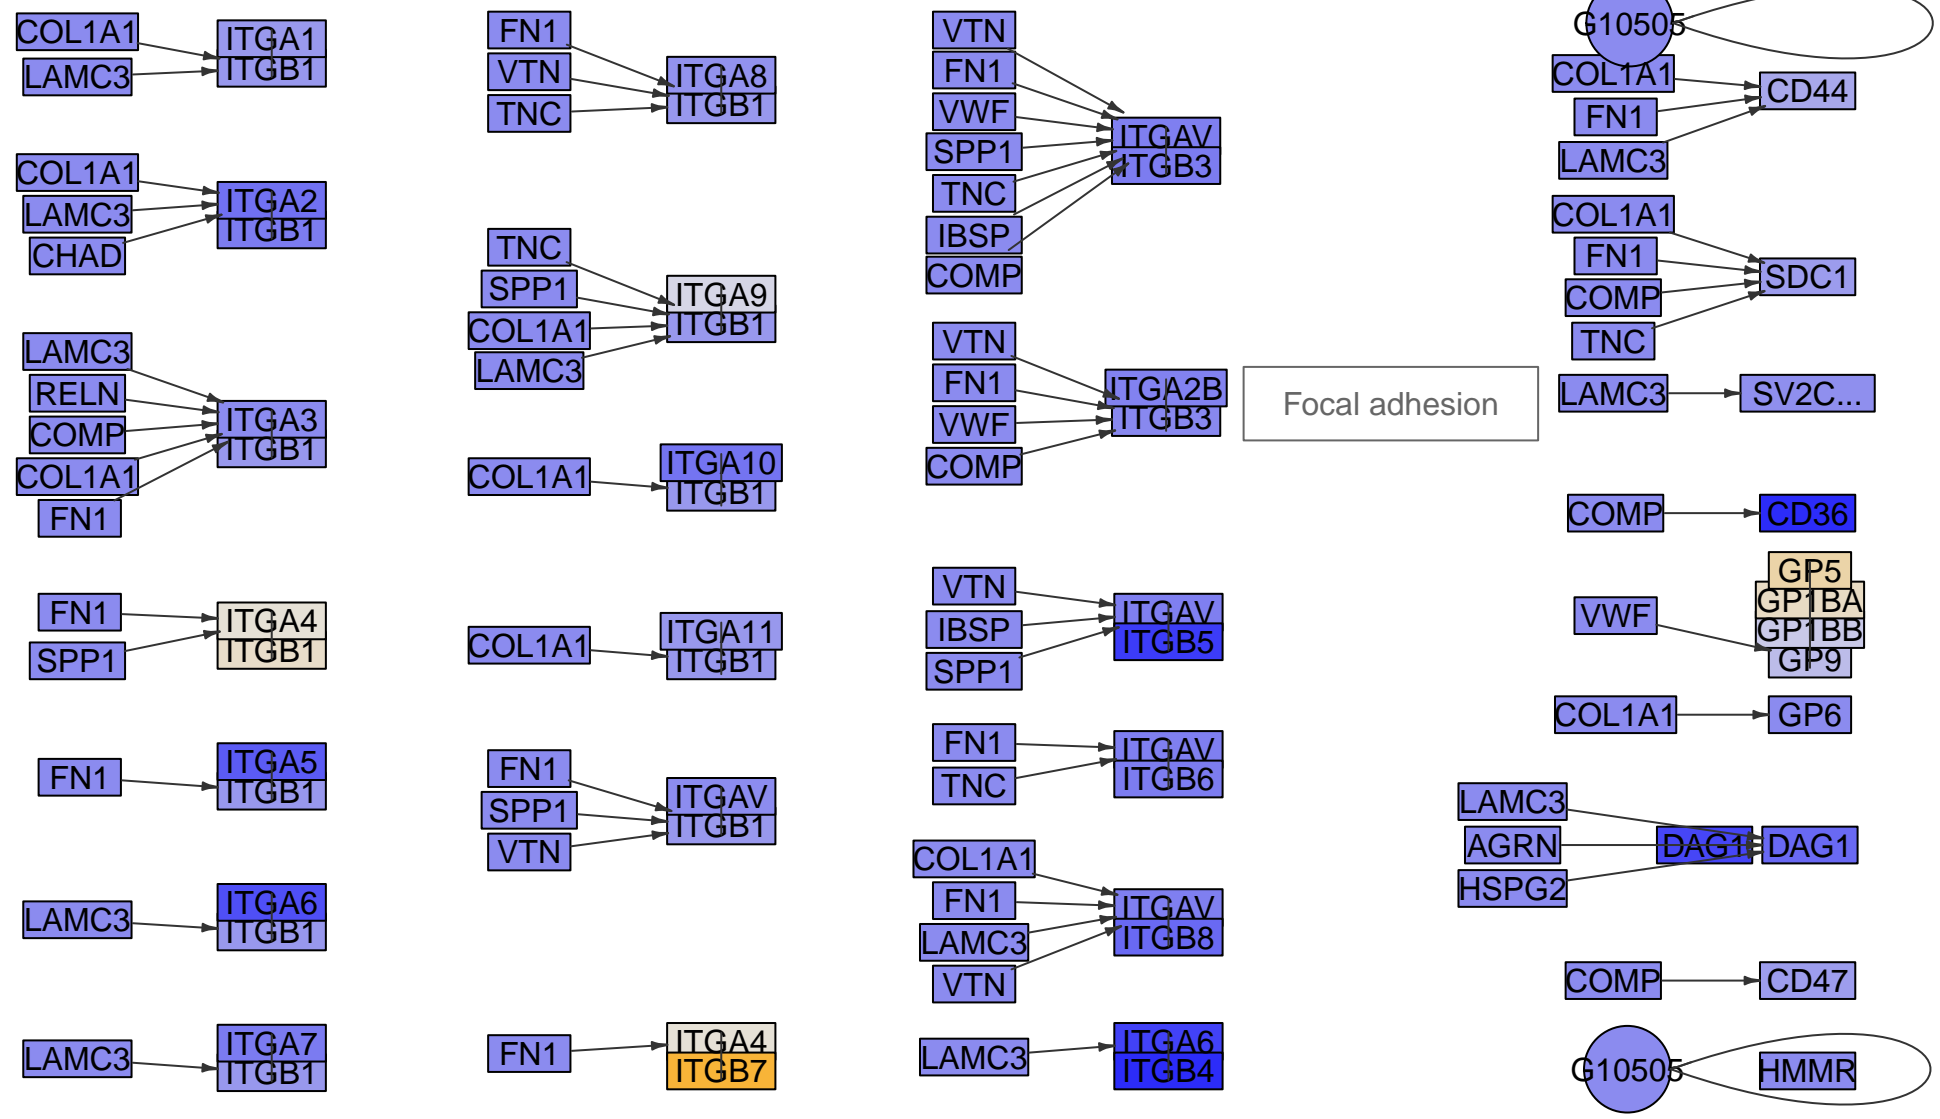 COL1A1
LAMC3
ITGA1
ITGB1
COL1A1
LAMC3
CHAD
ITGA2
ITGB1
LAMC3
RELN
COMP
COL1A1
FN1
ITGA3
ITGB1
FN1
SPP1
ITGA4
ITGB1
FN1
ITGA5
ITGB1
LAMC3
ITGA6
ITGB1
LAMC3
ITGA7
ITGB1
FN1
VTN
TNC
ITGA8
ITGB1
TNC
SPP1
COL1A1
LAMC3
ITGA9
ITGB1
COL1A1
ITGA10
ITGB1
COL1A1
ITGA11
ITGB1
FN1
SPP1
VTN
ITGAV
ITGB1
FN1
ITGA4
ITGB7
VTN
FN1
VWF
SPP1
TNC
IBSP
COMP
ITGAV
ITGB3
VTN
FN1
VWF
COMP
ITGA2B
ITGB3
Focal adhesion
VTN
IBSP
SPP1
ITGAV
ITGB5
FN1
TNC
ITGAV
ITGB6
COL1A1
FN1
LAMC3
VTN
ITGAV
ITGB8
LAMC3
ITGA6
ITGB4
G10505
COL1A1
FN1
LAMC3
CD44
COL1A1
FN1
COMP
TNC
SDC1
LAMC3
SV2C...
COMP
CD36
VWF
GP5
GP1BA
GP1BB
GP9
COL1A1
GP6
LAMC3
AGRN
HSPG2
DAG1
DAG1
COMP
CD47
G10505
HMMR